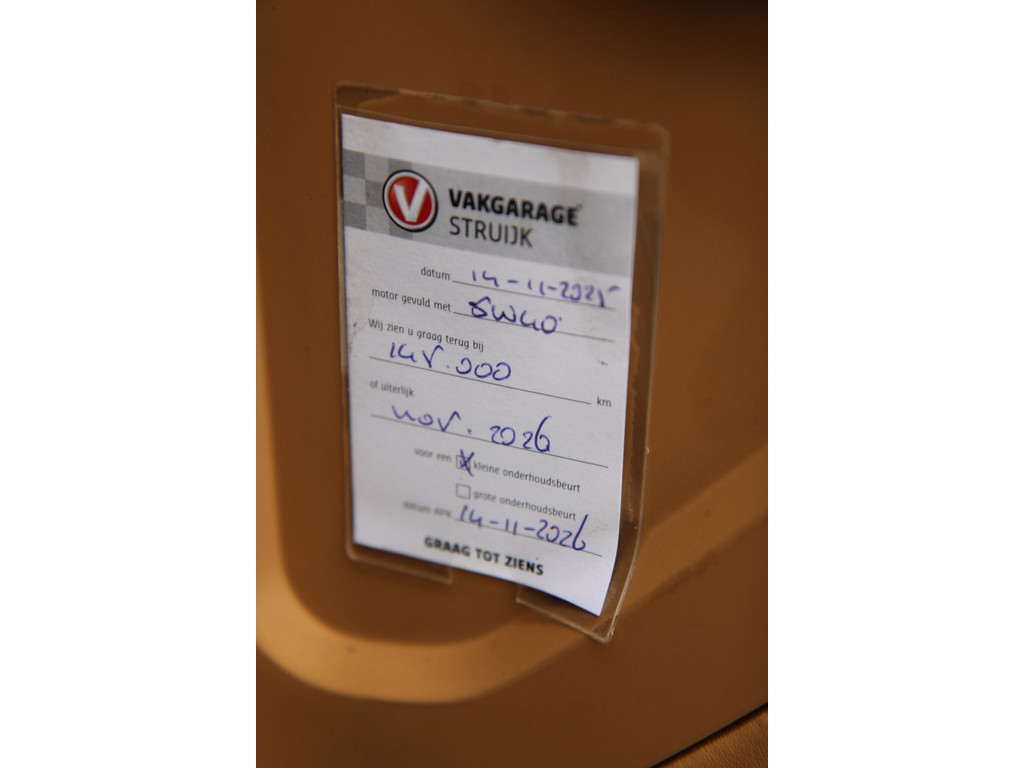 V VAKGARAGE
STRUIJK
datum 14-11-2025
motor gevuld met 5W40
Wij zien u graag terug bij
145.000 km
of uiterlijk
nov. 2026
voor een X kleine onderhoudsbeurt
grote onderhoudsbeurt
datum APK 14-11-2026
GRAAG TOT ZIENS